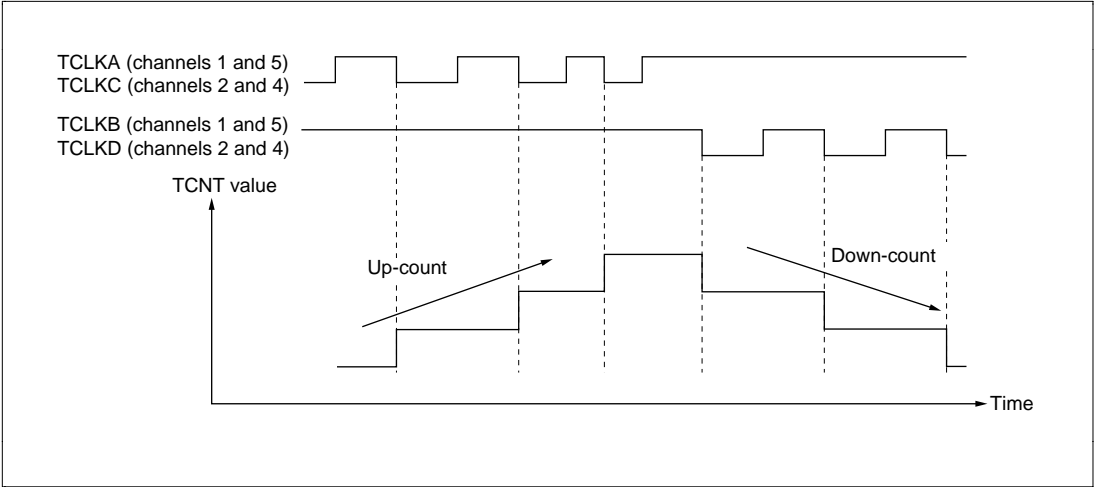 TCLKA (channels 1 and 5)
TCLKC (channels 2 and 4)
TCLKB (channels 1 and 5)
TCLKD (channels 2 and 4)
TCNT value
Up-count
Down-count
Time